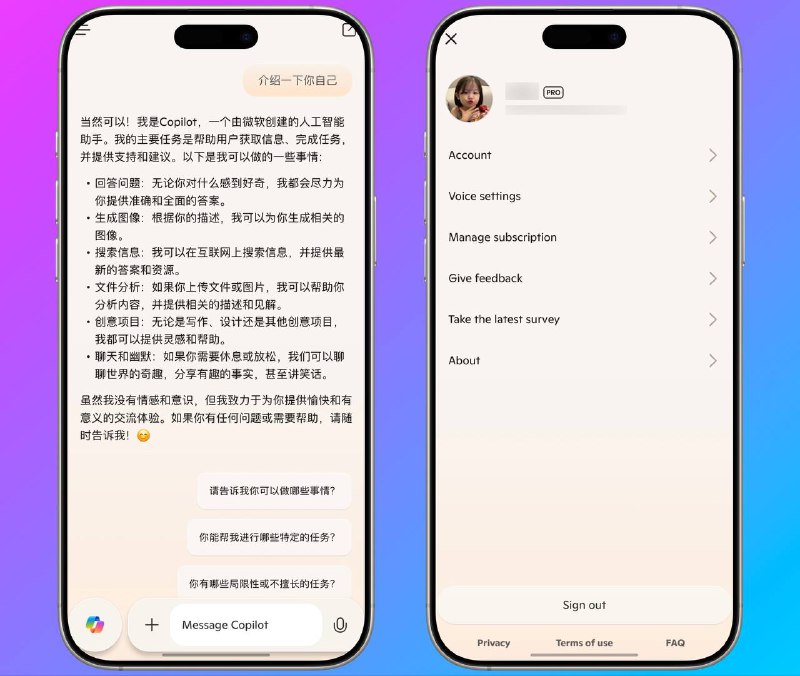 介绍一下你自己
当然可以！我是Copilot，一个由微软创建的人工智能
助手。我的主要任务是帮助用户获取信息、完成任务，
并提供支持和建议。以下是我可以做的一些事情：
• 回答问题：无论你对什么感到好奇，我都会尽力为
你提供准确和全面的答案。
• 生成图像：根据你的描述，我可以为你生成相关的
图像。
• 搜索信息：我可以在互联网上搜索信息，并提供最
新的答案和资源。
• 文件分析：如果你上传文件或图片，我可以帮助你
分析内容，并提供相关的描述和见解。
• 创意项目：无论是写作、设计还是其他创意项目，
我都可以提供灵感和帮助。
• 聊天和幽默：如果你需要休息或放松，我们可以聊
聊世界的奇趣，分享有趣的事实，甚至讲笑话。
虽然我没有情感和意识，但我致力于为你提供愉快和有
意义的交流体验。如果你有任何问题或需要帮助，请随
时告诉我！😊
请告诉我你可以做哪些事情？
你能帮我进行哪些特定的任务？
你有哪些局限性或不擅长的任务？
Message Copilot
PRO
Account
Voice settings
Manage subscription
Give feedback
Take the latest survey
About
Sign out
Privacy
Terms of use
FAQ